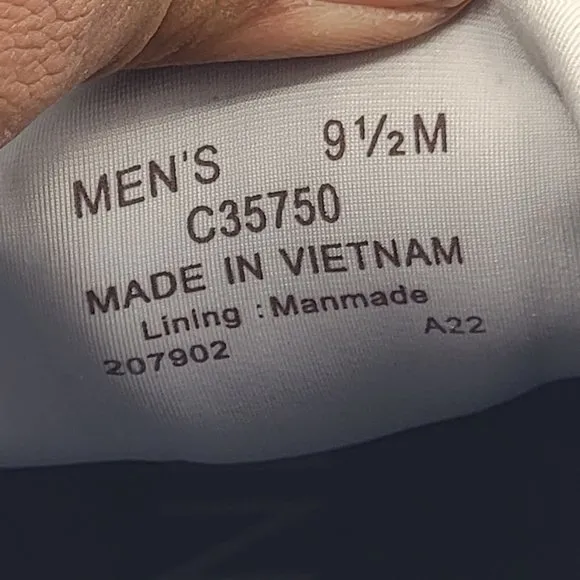 MEN'S 9½M
C35750
MADE IN VIETNAM
Lining : Manmade
207902 A22